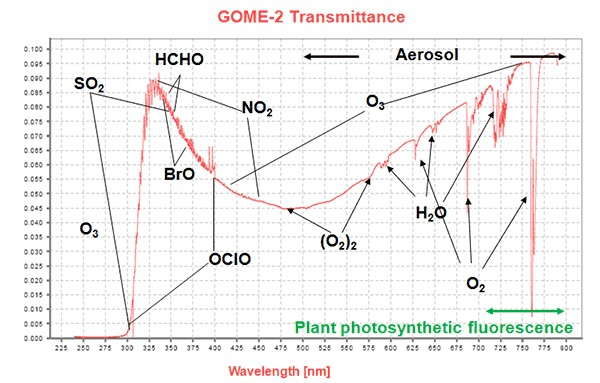 GOME-2 Transmittance
0.100
0.095
0.090
0.085
0.080
0.075
0.070
0.065
0.060
0.055
0.050
0.045
0.040
0.035
0.030
0.025
0.020
0.015
0.010
0.005
0.000
HCHO
Aerosol
SO2
NO2
O3
BrO
O3
(O2)2
H2O
OClO
O2
Plant photosynthetic fluorescence
225 250 275 300 325 350 375 400 425 450 475 500 525 550 575 600 625 650 675 700 725 750 775 800
Wavelength [nm]